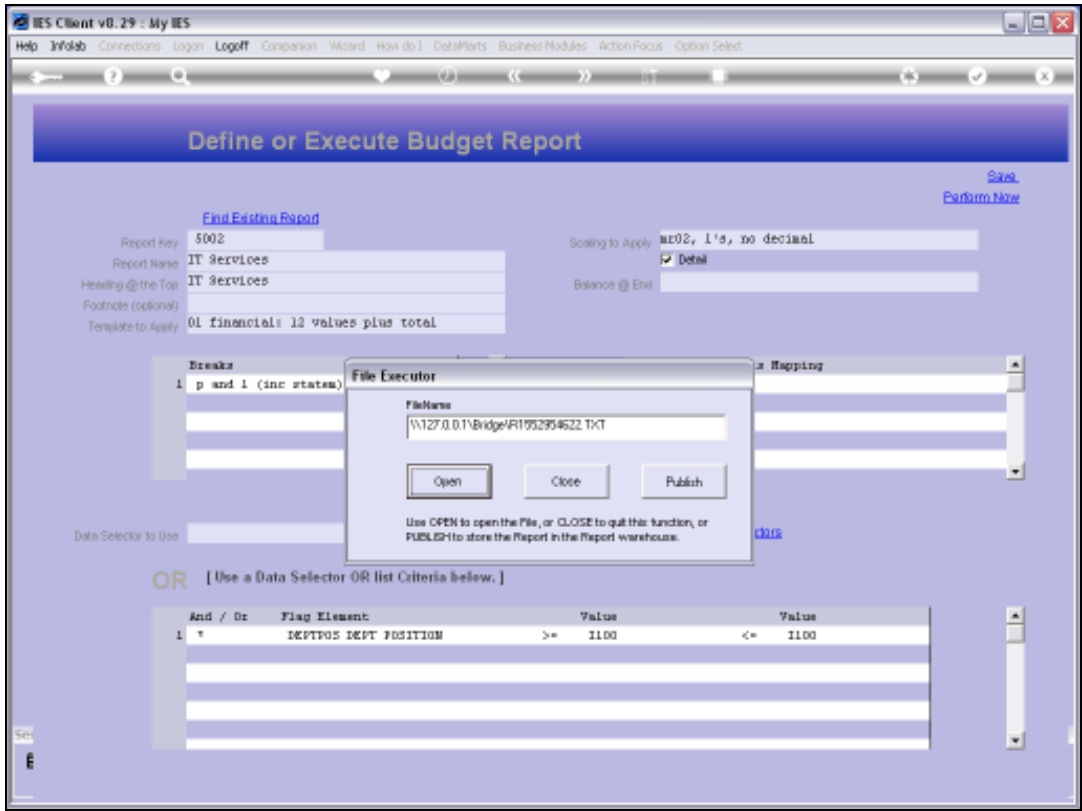 IES Client v8.29 : My IES
Help Infolab Connections Logon Logoff Companion Wizard How do I DataMarts Business Modules Action Focus Option Select
Define or Execute Budget Report
Save
Perform Now
Find Existing Report
Report Key 5002
Scaling to Apply mr02, 1's, no decimal
Report Name IT Services
Detail
Heading @ the Top IT Services
Balance @ End
Footnote (optional)
Template to Apply 01 financial: 12 values plus total
Breaks
s Mapping
1 p and l (inc statem)
File Executor
FileName
\\127.0.0.1\Bridge\R1552954622.TXT
Open Close Publish
Use OPEN to open the File, or CLOSE to quit this function, or
PUBLISH to store the Report in the Report warehouse.
Data Selector to Use
ctors
OR [ Use a Data Selector OR list Criteria below. ]
And / Or Flag Element Value Value
1 * DEPTPOS DEPT POSITION >= I100 <= I100